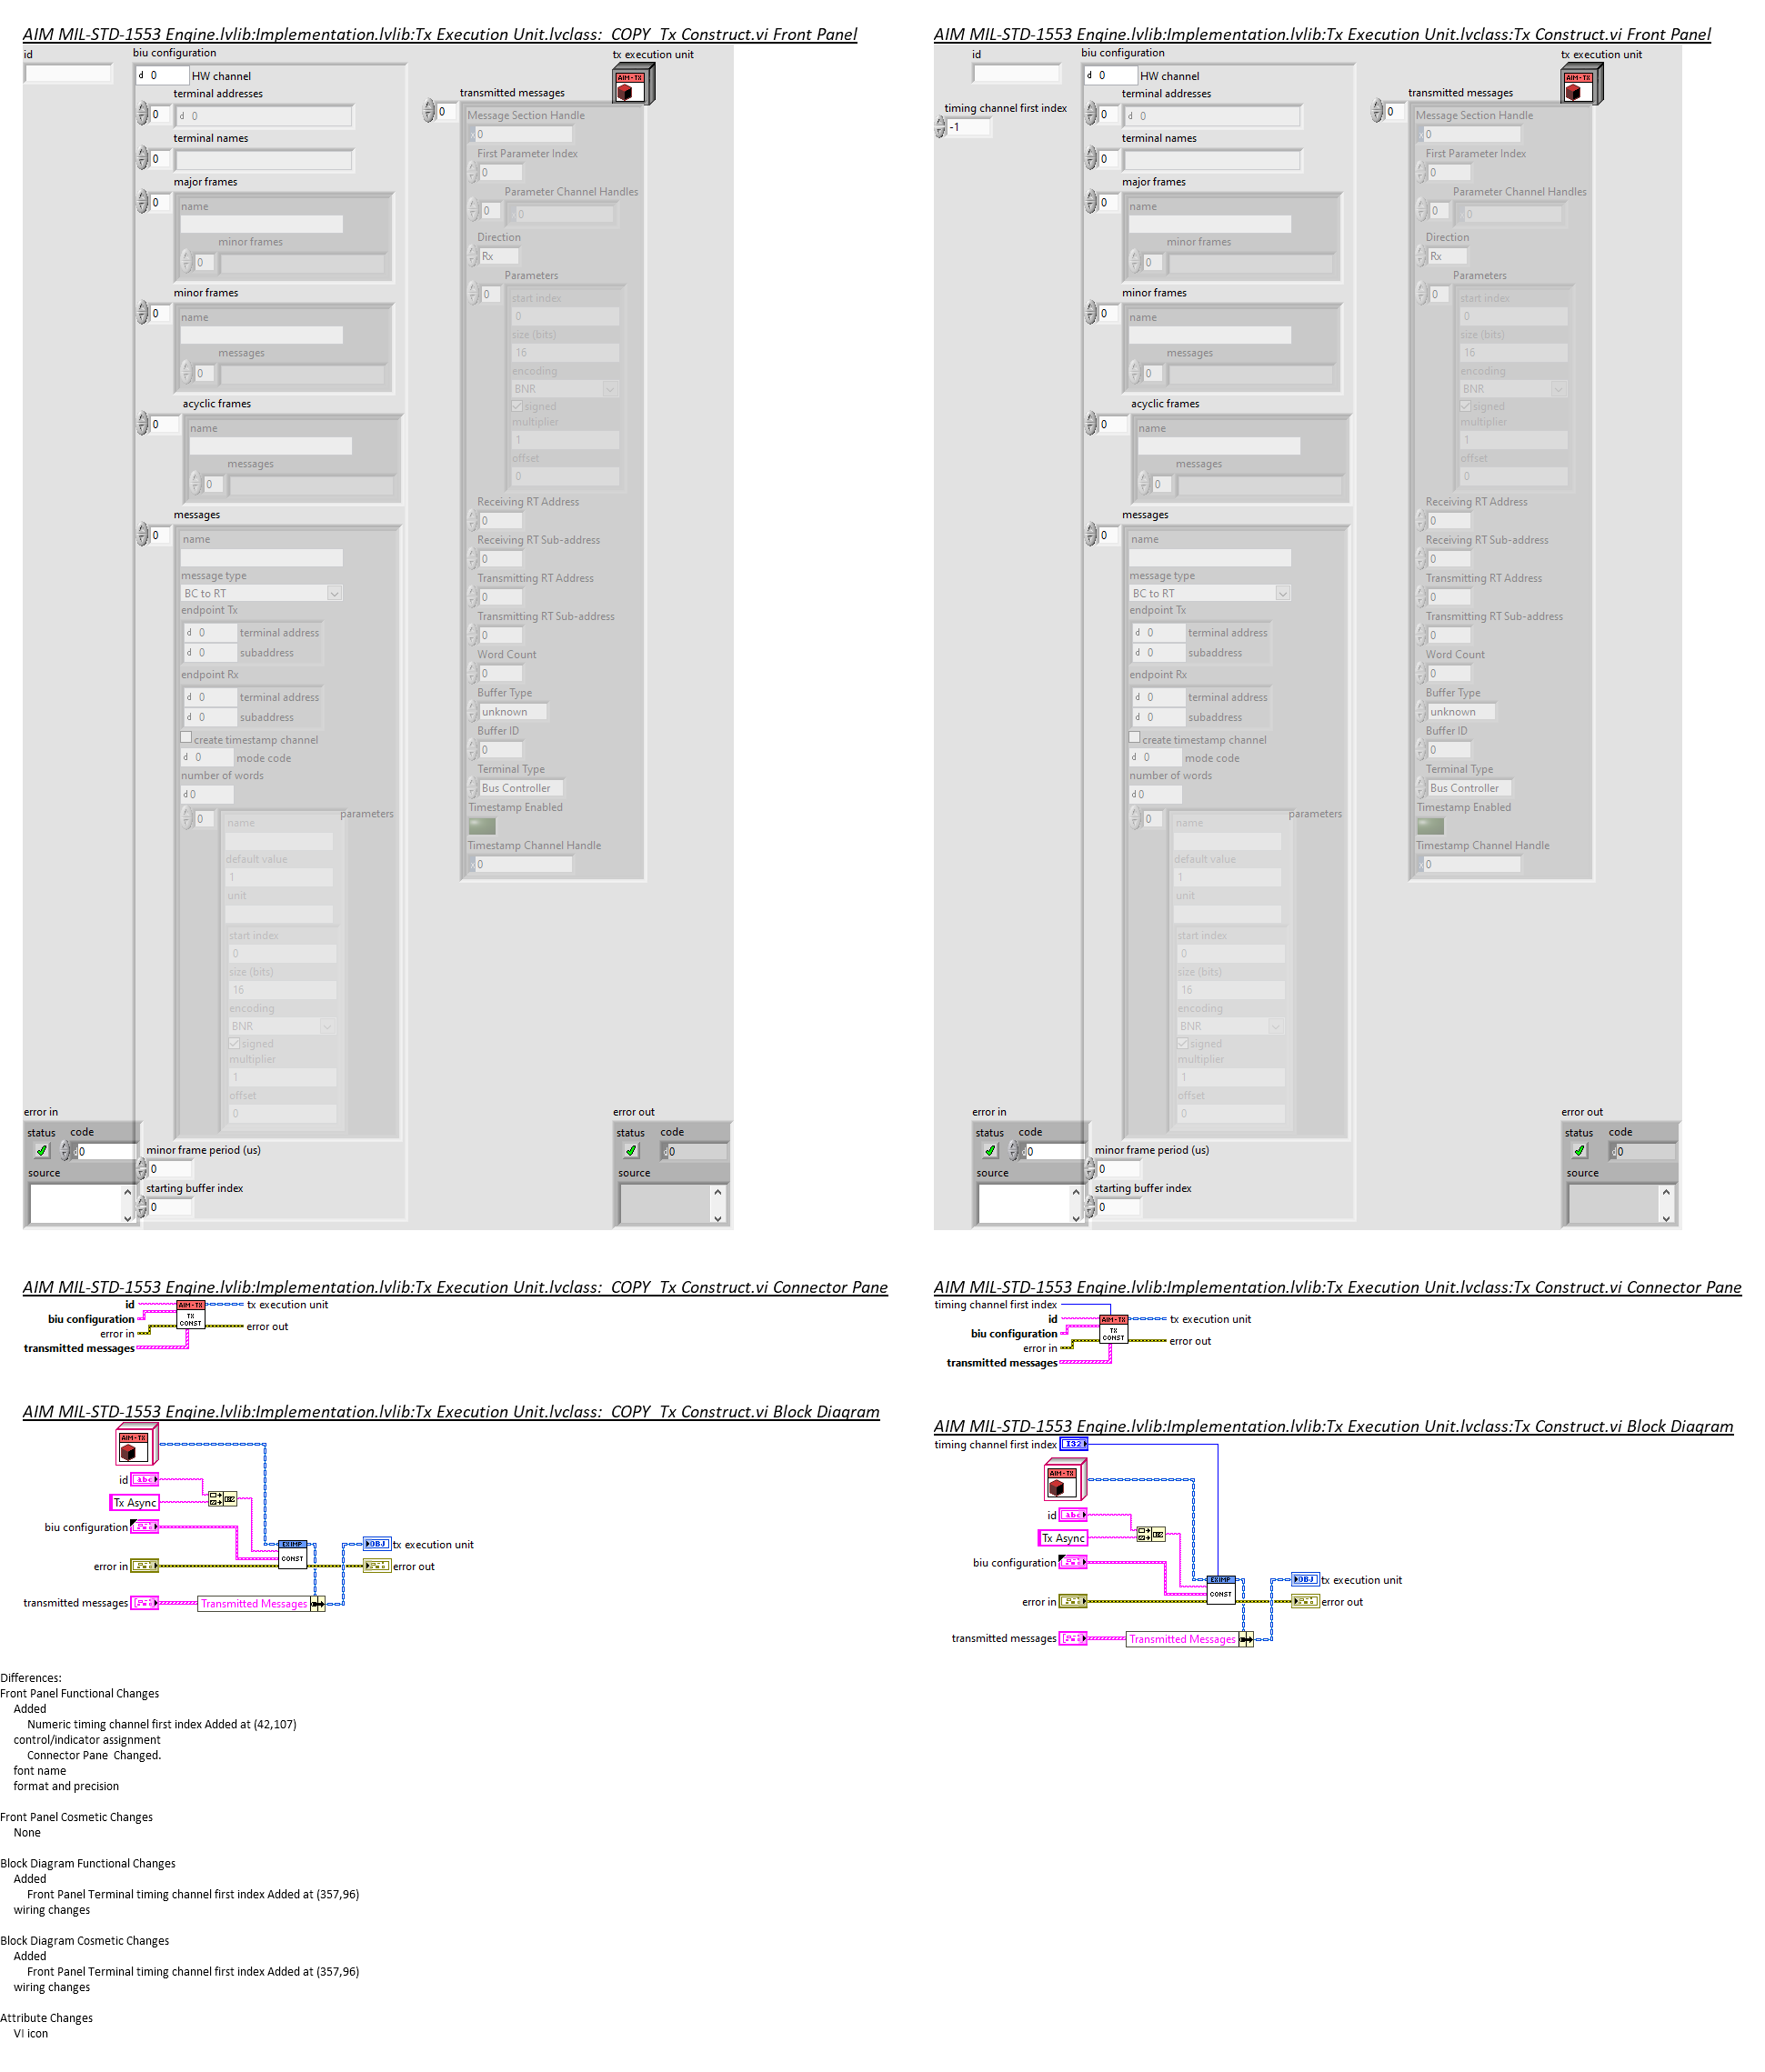 AIM MIL-STD-1553 Engine.lvlib:Implementation.lvlib:Tx Execution Unit.lvclass:  COPY  Tx Construct.vi Front Panel
id
biu configuration
d 0 HW channel
terminal addresses
0 d 0
terminal names
0
major frames
0
name
minor frames
0
minor frames
0
name
messages
0
acyclic frames
0
name
messages
0
messages
0
name
message type
BC to RT
endpoint Tx
d 0 terminal address
d 0 subaddress
endpoint Rx
d 0 terminal address
d 0 subaddress
create timestamp channel
d 0 mode code
number of words
d 0
0 parameters
name
default value
1
unit
start index
0
size (bits)
16
encoding
BNR
signed
multiplier
1
offset
0
minor frame period (us)
0
starting buffer index
0
error in
status code
d 0
source
tx execution unit
AIM-TX
transmitted messages
0
Message Section Handle
x 0
First Parameter Index
0
Parameter Channel Handles
0 x 0
Direction
Rx
Parameters
0
start index
0
size (bits)
16
encoding
BNR
signed
multiplier
1
offset
0
Receiving RT Address
0
Receiving RT Sub-address
0
Transmitting RT Address
0
Transmitting RT Sub-address
0
Word Count
0
Buffer Type
unknown
Buffer ID
0
Terminal Type
Bus Controller
Timestamp Enabled
Timestamp Channel Handle
x 0
error out
status code
d 0
source
AIM MIL-STD-1553 Engine.lvlib:Implementation.lvlib:Tx Execution Unit.lvclass:Tx Construct.vi Front Panel
id
timing channel first index
-1
biu configuration
d 0 HW channel
terminal addresses
0 d 0
terminal names
0
major frames
0
name
minor frames
0
minor frames
0
name
messages
0
acyclic frames
0
name
messages
0
messages
0
name
message type
BC to RT
endpoint Tx
d 0 terminal address
d 0 subaddress
endpoint Rx
d 0 terminal address
d 0 subaddress
create timestamp channel
d 0 mode code
number of words
d 0
0 parameters
name
default value
1
unit
start index
0
size (bits)
16
encoding
BNR
signed
multiplier
1
offset
0
minor frame period (us)
0
starting buffer index
0
error in
status code
d 0
source
tx execution unit
AIM-TX
transmitted messages
0
Message Section Handle
x 0
First Parameter Index
0
Parameter Channel Handles
0 x 0
Direction
Rx
Parameters
0
start index
0
size (bits)
16
encoding
BNR
signed
multiplier
1
offset
0
Receiving RT Address
0
Receiving RT Sub-address
0
Transmitting RT Address
0
Transmitting RT Sub-address
0
Word Count
0
Buffer Type
unknown
Buffer ID
0
Terminal Type
Bus Controller
Timestamp Enabled
Timestamp Channel Handle
x 0
error out
status code
d 0
source
AIM MIL-STD-1553 Engine.lvlib:Implementation.lvlib:Tx Execution Unit.lvclass:  COPY  Tx Construct.vi Connector Pane
id
biu configuration
error in
transmitted messages
AIM-TX
TX
CONST
tx execution unit
error out
AIM MIL-STD-1553 Engine.lvlib:Implementation.lvlib:Tx Execution Unit.lvclass:Tx Construct.vi Connector Pane
timing channel first index
id
biu configuration
error in
transmitted messages
AIM-TX
TX
CONST
tx execution unit
error out
AIM MIL-STD-1553 Engine.lvlib:Implementation.lvlib:Tx Execution Unit.lvclass:  COPY  Tx Construct.vi Block Diagram
AIM-TX
id abc
Tx Async
biu configuration
EXIMP
CONST
OBJ tx execution unit
error in
error out
transmitted messages
Transmitted Messages
AIM MIL-STD-1553 Engine.lvlib:Implementation.lvlib:Tx Execution Unit.lvclass:Tx Construct.vi Block Diagram
timing channel first index I32
AIM-TX
id abc
Tx Async
biu configuration
EXIMP
CONST
OBJ tx execution unit
error in
error out
transmitted messages
Transmitted Messages
Differences:
Front Panel Functional Changes
Added
Numeric timing channel first index Added at (42,107)
control/indicator assignment
Connector Pane  Changed.
font name
format and precision
Front Panel Cosmetic Changes
None
Block Diagram Functional Changes
Added
Front Panel Terminal timing channel first index Added at (357,96)
wiring changes
Block Diagram Cosmetic Changes
Added
Front Panel Terminal timing channel first index Added at (357,96)
wiring changes
Attribute Changes
VI icon